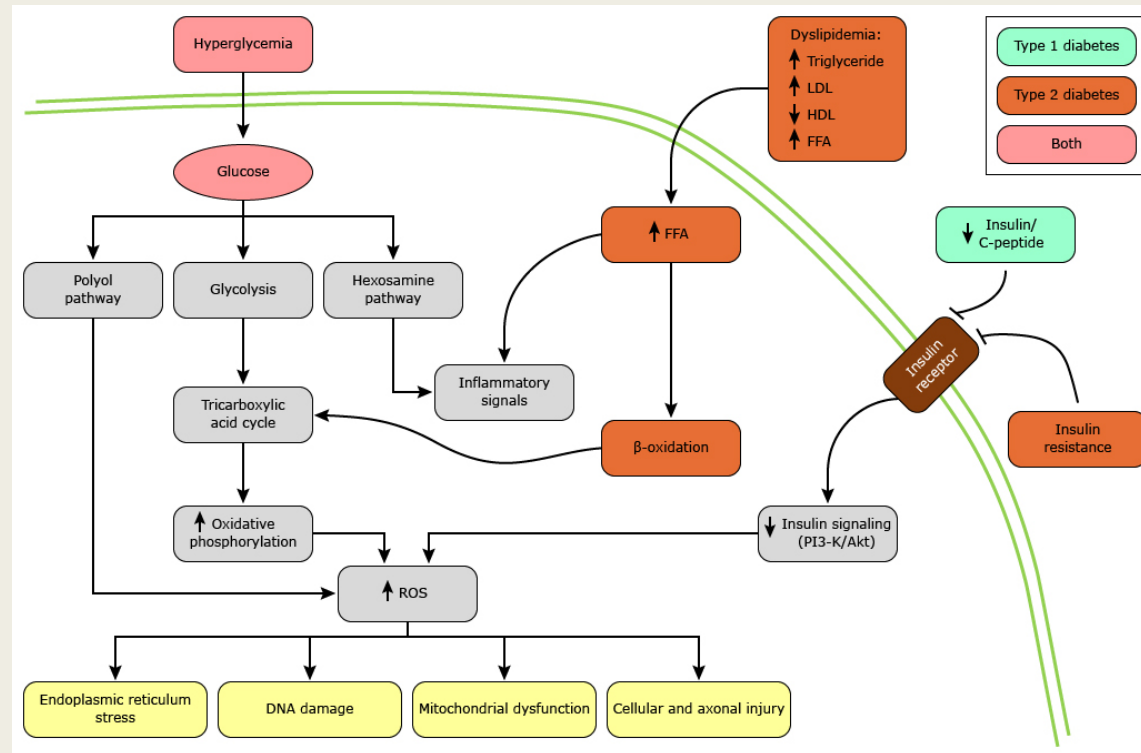 Hyperglycemia
Dyslipidemia:
Triglyceride
LDL
HDL
FFA
Type 1 diabetes
Type 2 diabetes
Both
Glucose
FFA
Insulin/
C-peptide
Polyol
pathway
Glycolysis
Hexosamine
pathway
Insulin
receptor
Inflammatory
signals
Tricarboxylic
acid cycle
β-oxidation
Insulin
resistance
Oxidative
phosphorylation
Insulin signaling
(PI3-K/Akt)
ROS
Endoplasmic reticulum
stress
DNA damage
Mitochondrial dysfunction
Cellular and axonal injury